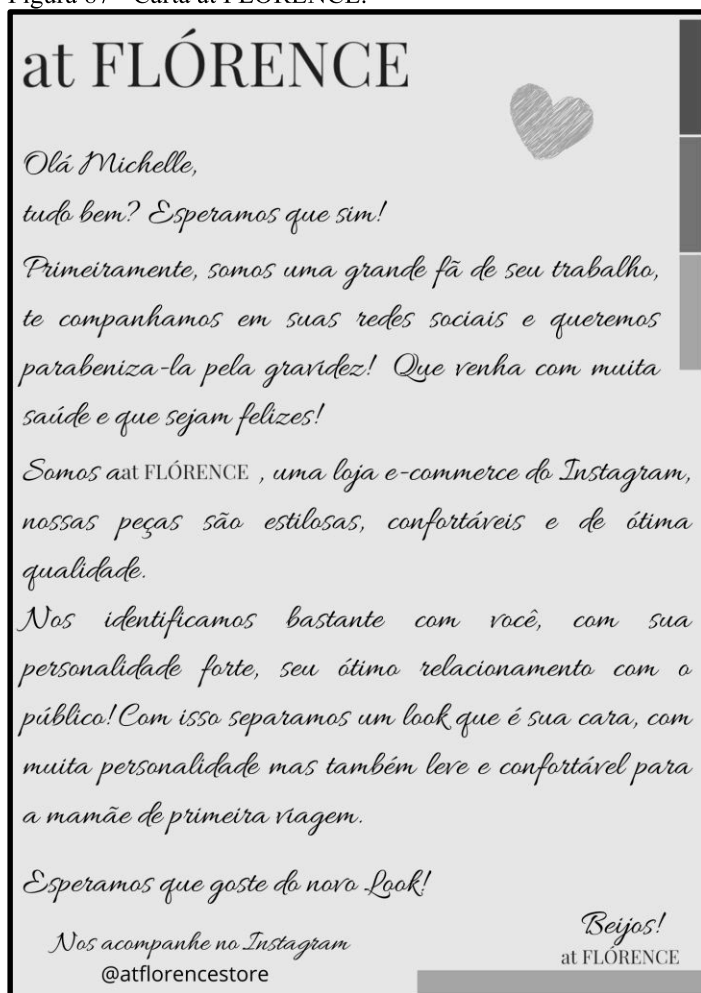 at FLÓRENCE
Olá Michelle,
tudo bem? Esperamos que sim!
Primeiramente, somos uma grande fã de seu trabalho,
te companhamos em suas redes sociais e queremos
parabeniza-la pela gravidez! Que venha com muita
saúde e que sejam felizes!
Somos aat FLÓRENCE , uma loja e-commerce do Instagram,
nossas peças são estilosas, confortáveis e de ótima
qualidade.
Nos identificamos bastante com você, com sua
personalidade forte, seu ótimo relacionamento com o
público! Com isso separamos um look que é sua cara, com
muita personalidade mas também leve e confortável para
a mamãe de primeira viagem.
Esperamos que goste do novo Look!
Nos acompanhe no Instagram
@atflorencestore
Beijos!
at FLÓRENCE